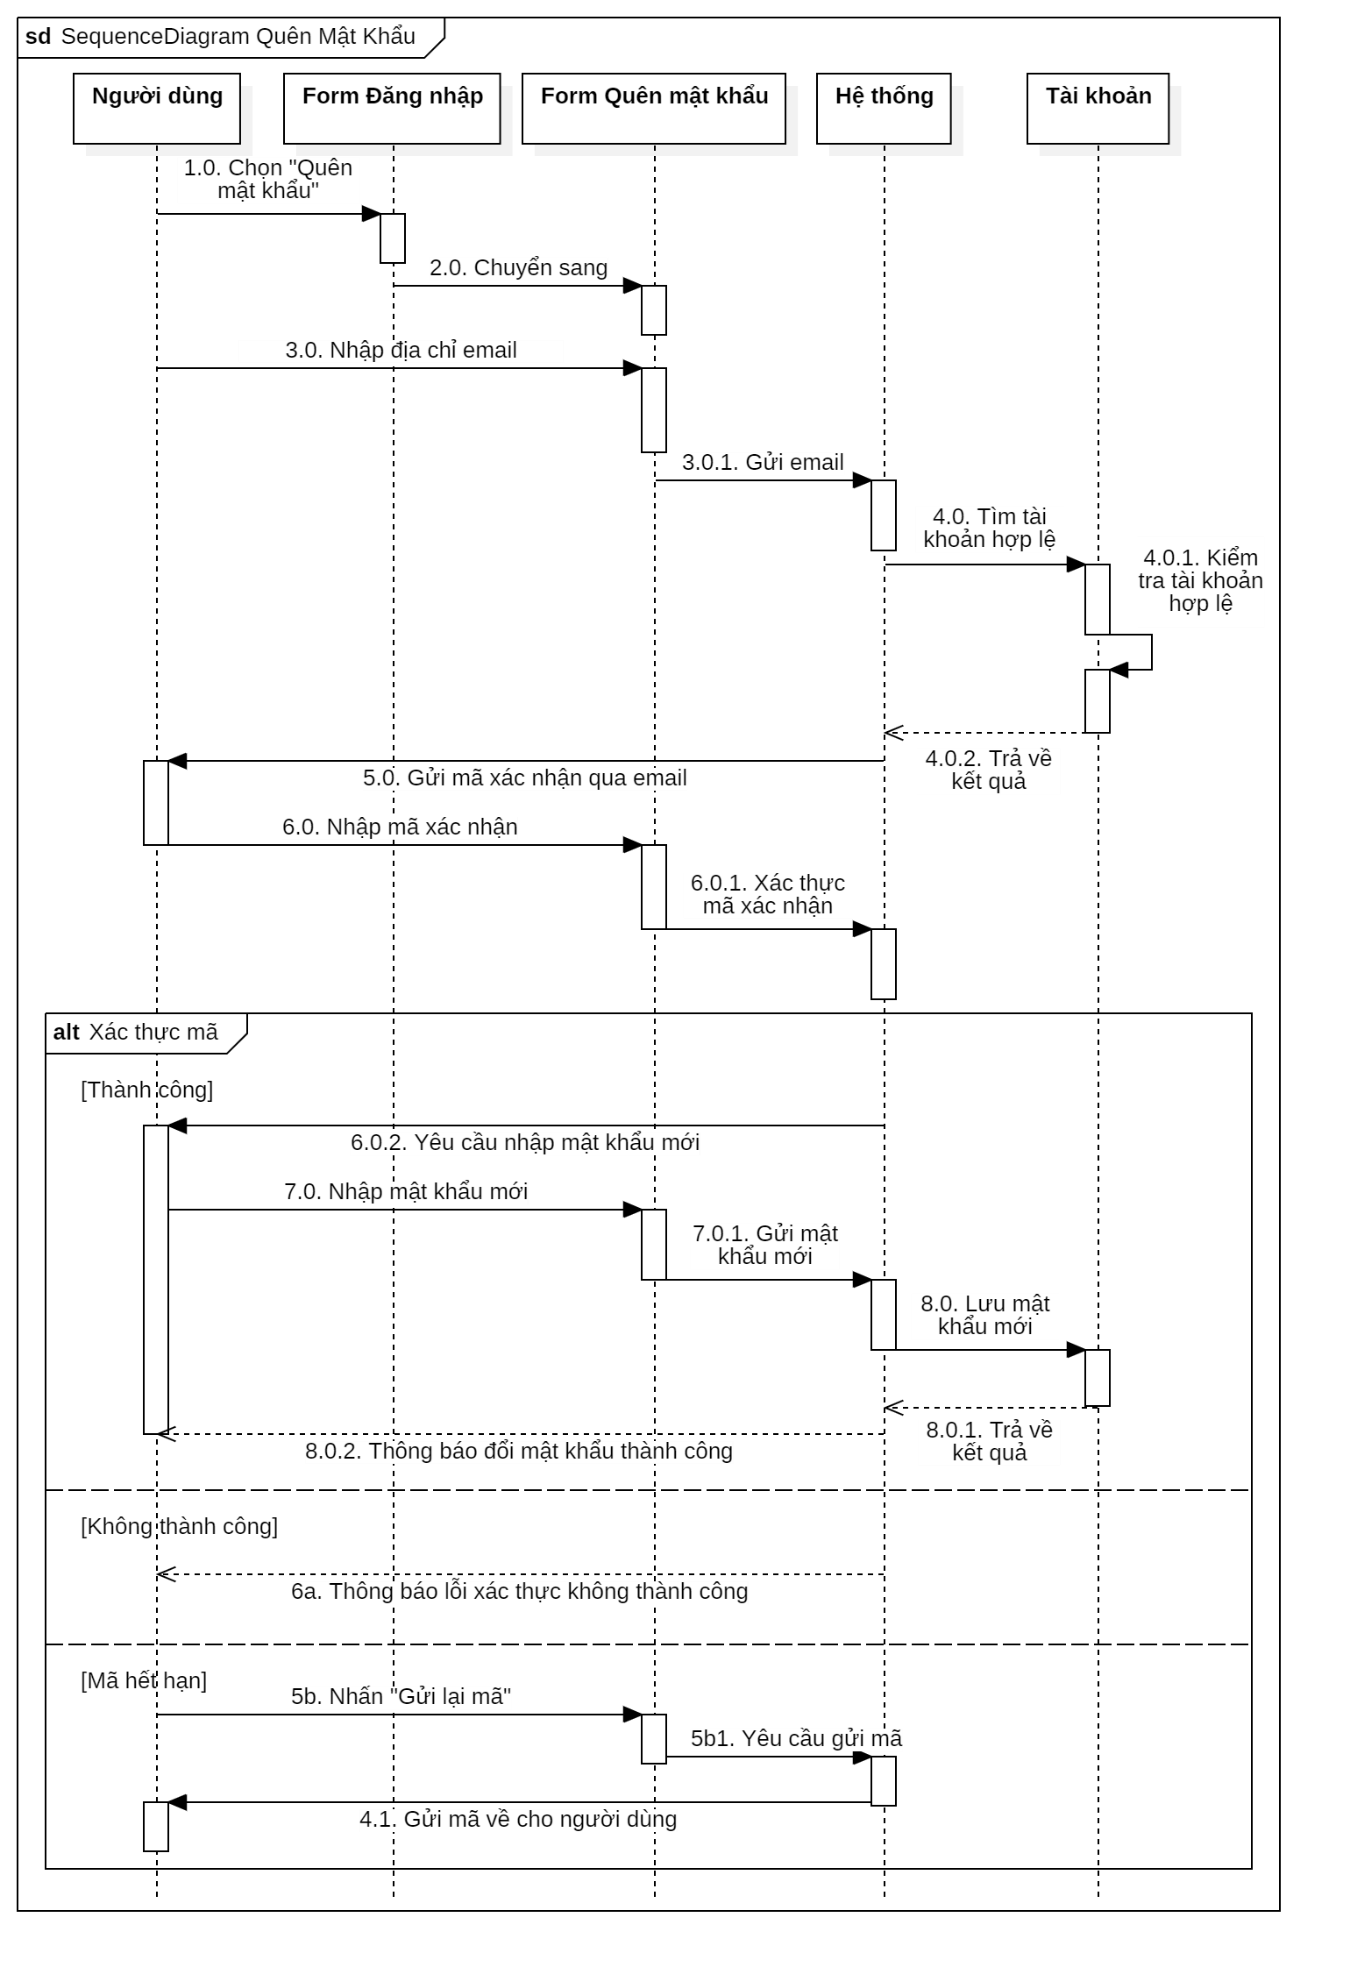 sd SequenceDiagram Quên Mật Khẩu
Người dùng
Form Đăng nhập
Form Quên mật khẩu
Hệ thống
Tài khoản
1.0. Chọn "Quên
mật khẩu"
2.0. Chuyển sang
3.0. Nhập địa chỉ email
3.0.1. Gửi email
4.0. Tìm tài
khoản hợp lệ
4.0.1. Kiểm
tra tài khoản
hợp lệ
4.0.2. Trả về
kết quả
5.0. Gửi mã xác nhận qua email
6.0. Nhập mã xác nhận
6.0.1. Xác thực
mã xác nhận
alt Xác thực mã
[Thành công]
6.0.2. Yêu cầu nhập mật khẩu mới
7.0. Nhập mật khẩu mới
7.0.1. Gửi mật
khẩu mới
8.0. Lưu mật
khẩu mới
8.0.1. Trả về
kết quả
8.0.2. Thông báo đổi mật khẩu thành công
[Không thành công]
6a. Thông báo lỗi xác thực không thành công
[Mã hết hạn]
5b. Nhấn "Gửi lại mã"
5b1. Yêu cầu gửi mã
4.1. Gửi mã về cho người dùng